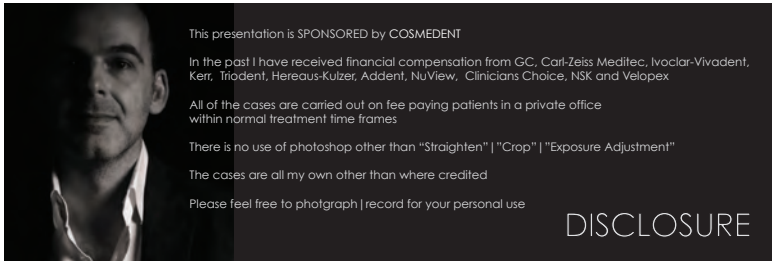 This presentation is SPONSORED by COSMEDENT
In the past I have received financial compensation from GC, Carl-Zeiss Meditec, Ivoclar-Vivadent,
Kerr, Triodent, Hereaus-Kulzer, Addent, NuView, Clinicians Choice, NSK and Velopex
All of the cases are carried out on fee paying patients in a private office
within normal treatment time frames
There is no use of photoshop other than “Straighten”|”Crop”|”Exposure Adjustment”
The cases are all my own other than where credited
Please feel free to photgraph|record for your personal use
DISCLOSURE